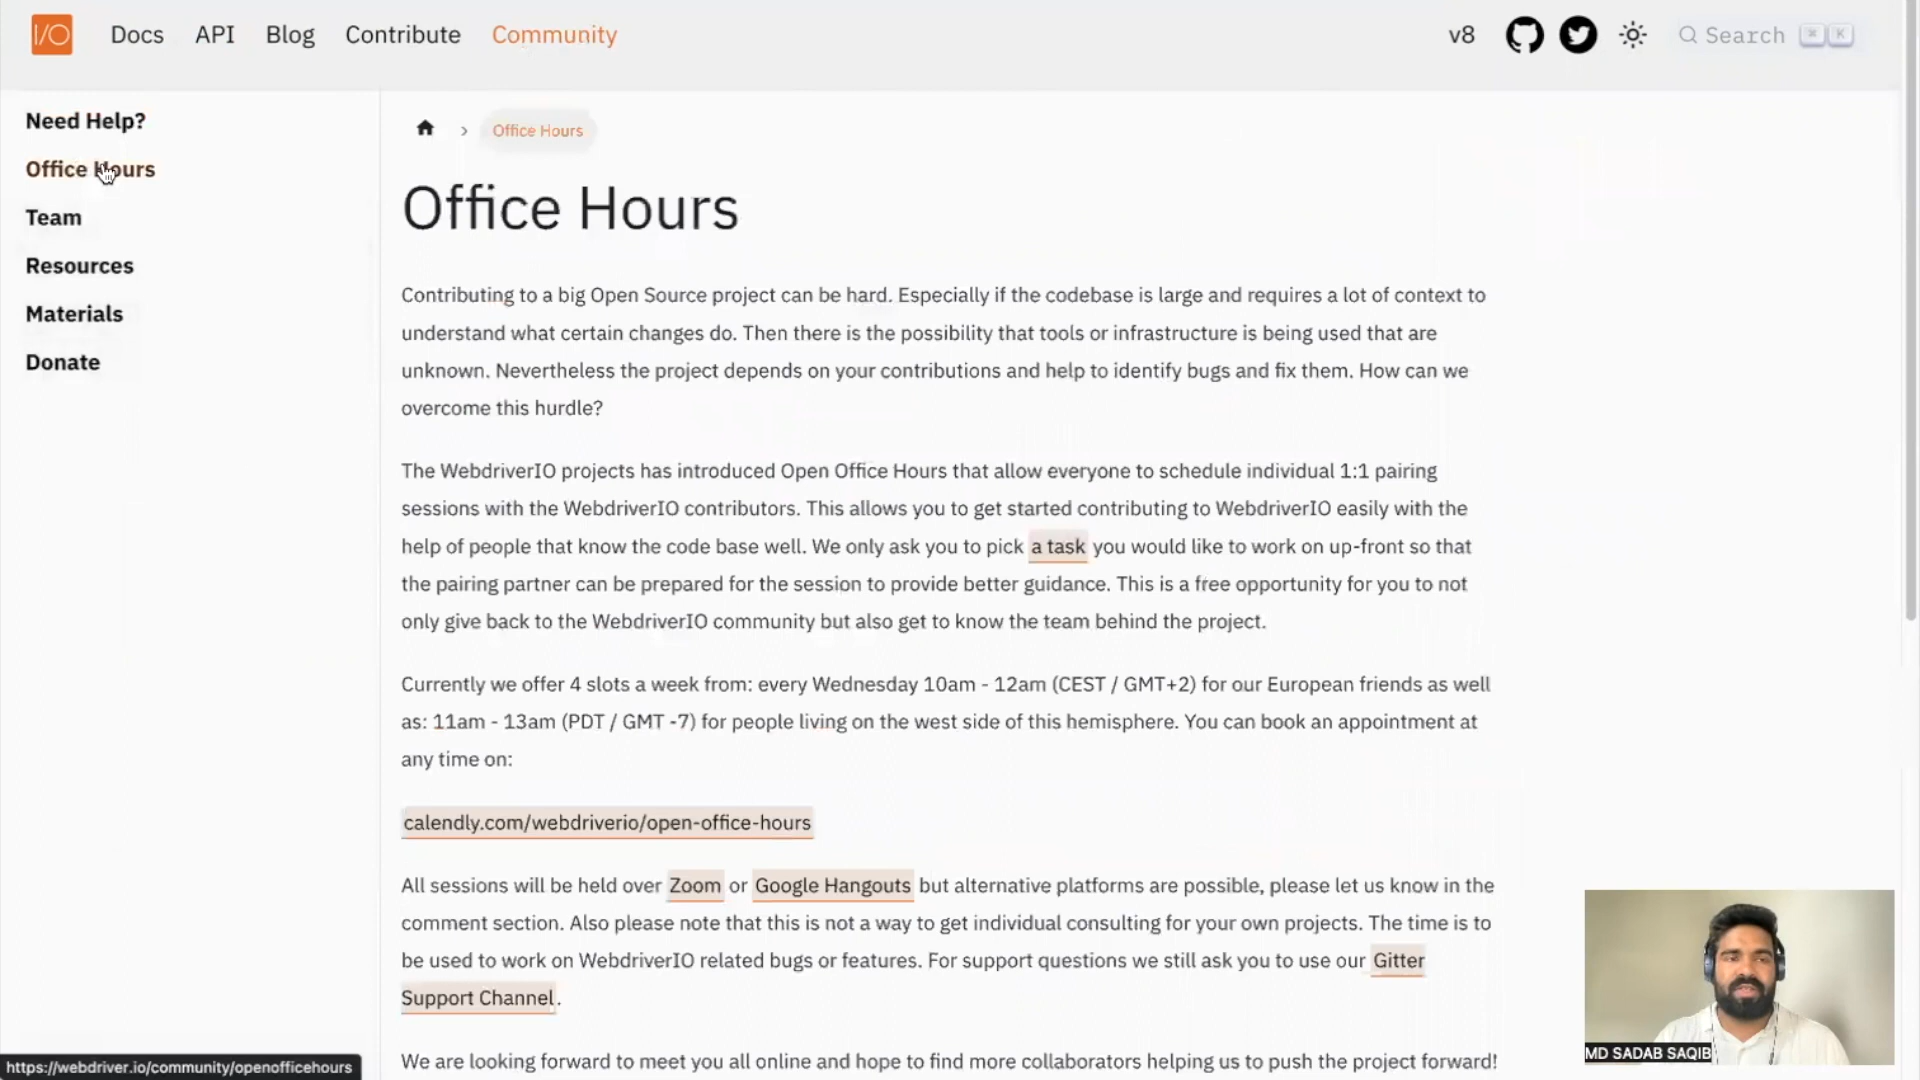 I/O Docs API Blog Contribute Community v8 Search ⌘ K
Need Help?
Office Hours
Team
Resources
Materials
Donate
› Office Hours
Office Hours
Contributing to a big Open Source project can be hard. Especially if the codebase is large and requires a lot of context to
understand what certain changes do. Then there is the possibility that tools or infrastructure is being used that are
unknown. Nevertheless the project depends on your contributions and help to identify bugs and fix them. How can we
overcome this hurdle?
The WebdriverIO projects has introduced Open Office Hours that allow everyone to schedule individual 1:1 pairing
sessions with the WebdriverIO contributors. This allows you to get started contributing to WebdriverIO easily with the
help of people that know the code base well. We only ask you to pick a task you would like to work on up-front so that
the pairing partner can be prepared for the session to provide better guidance. This is a free opportunity for you to not
only give back to the WebdriverIO community but also get to know the team behind the project.
Currently we offer 4 slots a week from: every Wednesday 10am - 12am (CEST / GMT+2) for our European friends as well
as: 11am - 13am (PDT / GMT -7) for people living on the west side of this hemisphere. You can book an appointment at
any time on:
calendly.com/webdriverio/open-office-hours
All sessions will be held over Zoom or Google Hangouts but alternative platforms are possible, please let us know in the
comment section. Also please note that this is not a way to get individual consulting for your own projects. The time is to
be used to work on WebdriverIO related bugs or features. For support questions we still ask you to use our Gitter
Support Channel.
We are looking forward to meet you all online and hope to find more collaborators helping us to push the project forward!
https://webdriver.io/community/openofficehours
MD SADAB SAQIB